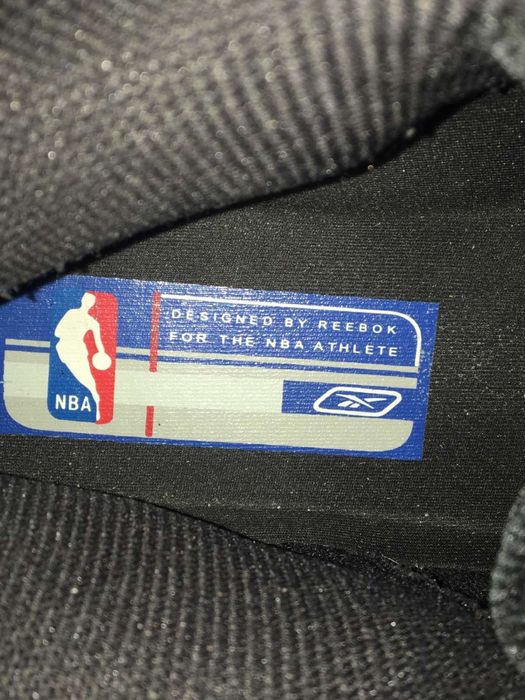 DESIGNED BY REEBOK
FOR THE NBA ATHLETE
NBA